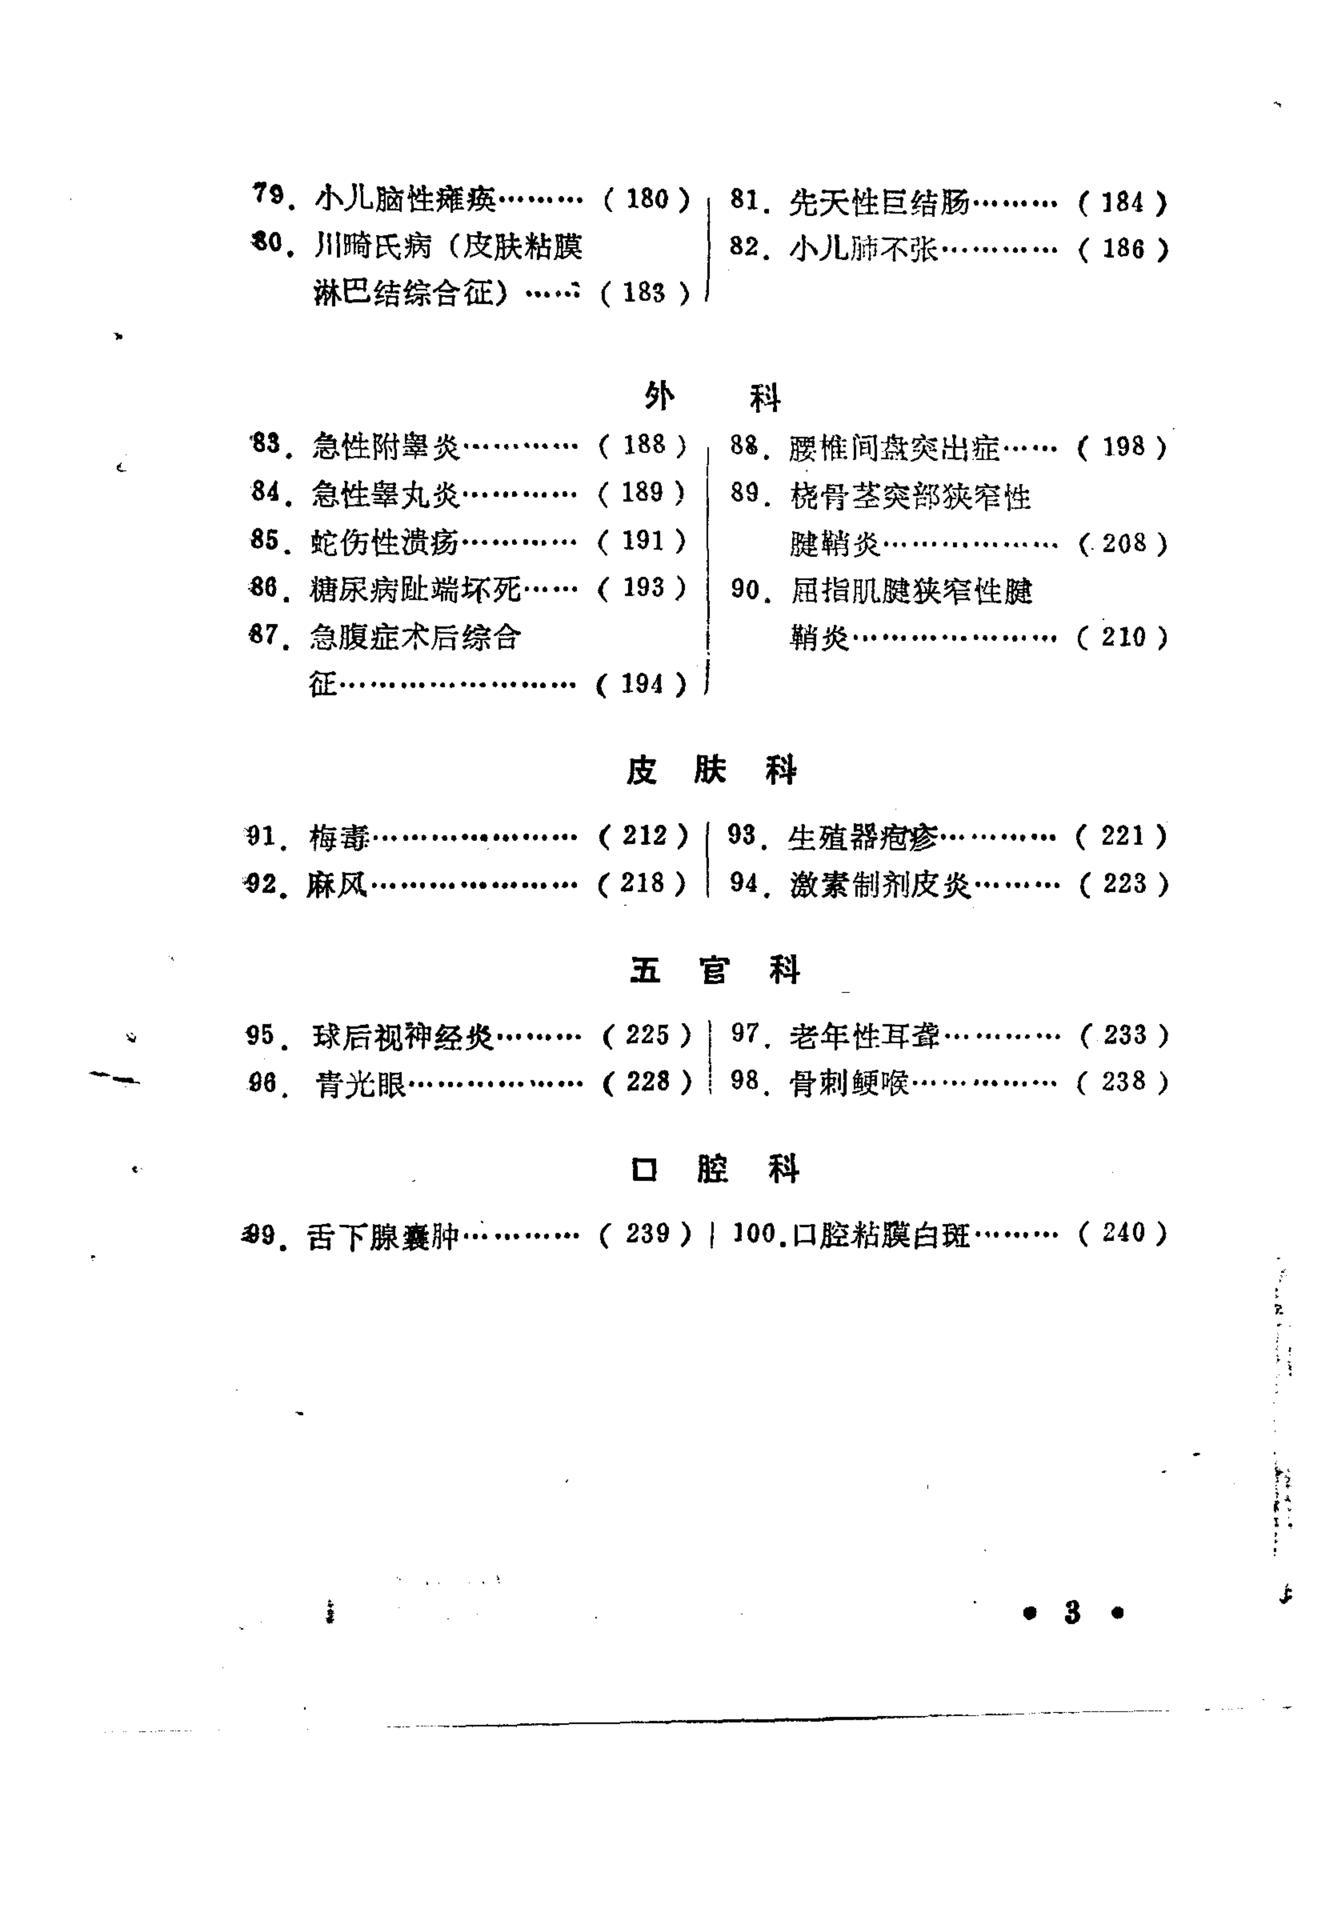 79. 小儿脑性瘫痪………（180）
80. 川畸氏病（皮肤粘膜
淋巴结综合征）……（183）
81. 先天性巨结肠………（184）
82. 小儿肺不张…………（186）
外 科
83. 急性附睾炎…………（188）
84. 急性睾丸炎…………（189）
85. 蛇伤性溃疡…………（191）
86. 糖尿病趾端坏死……（193）
87. 急腹症术后综合
征……………………（194）
88. 腰椎间盘突出症……（198）
89. 桡骨茎突部狭窄性
腱鞘炎………………（208）
90. 屈指肌腱狭窄性腱
鞘炎…………………（210）
皮 肤 科
91. 梅毒…………………（212）
92. 麻风…………………（218）
93. 生殖器疱疹…………（221）
94. 激素制剂皮炎………（223）
五 官 科
95. 球后视神经炎………（225）
96. 青光眼………………（228）
97. 老年性耳聋…………（233）
98. 骨刺鲠喉……………（238）
口 腔 科
99. 舌下腺囊肿…………（239）
100.口腔粘膜白斑………（240）
• 3 •